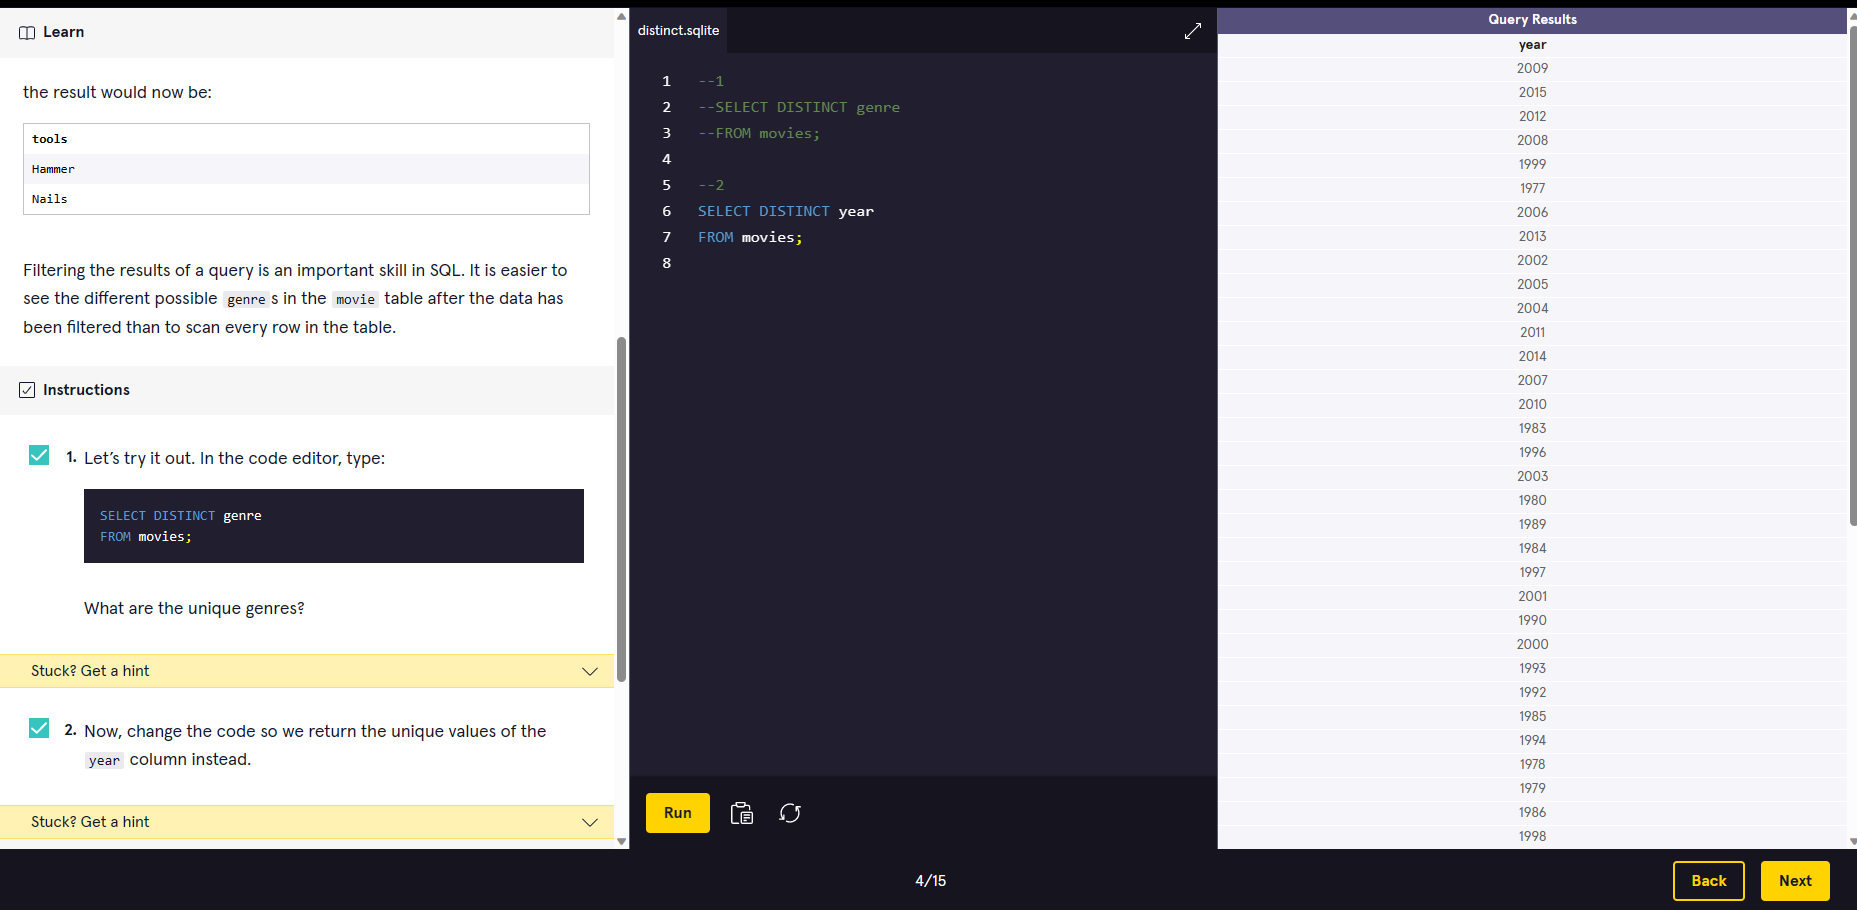 Learn
the result would now be:
tools
Hammer
Nails
Filtering the results of a query is an important skill in SQL. It is easier to
see the different possible genre s in the movie table after the data has
been filtered than to scan every row in the table.
Instructions
1. Let’s try it out. In the code editor, type:
SELECT DISTINCT genre
FROM movies;
What are the unique genres?
Stuck? Get a hint
2. Now, change the code so we return the unique values of the
year column instead.
Stuck? Get a hint
distinct.sqlite
1 --1
2 --SELECT DISTINCT genre
3 --FROM movies;
4
5 --2
6 SELECT DISTINCT year
7 FROM movies;
8
Run
Query Results
year
2009
2015
2012
2008
1999
1977
2006
2013
2002
2005
2004
2011
2014
2007
2010
1983
1996
2003
1980
1989
1984
1997
2001
1990
2000
1993
1992
1985
1994
1978
1979
1986
1998
4/15
Back
Next